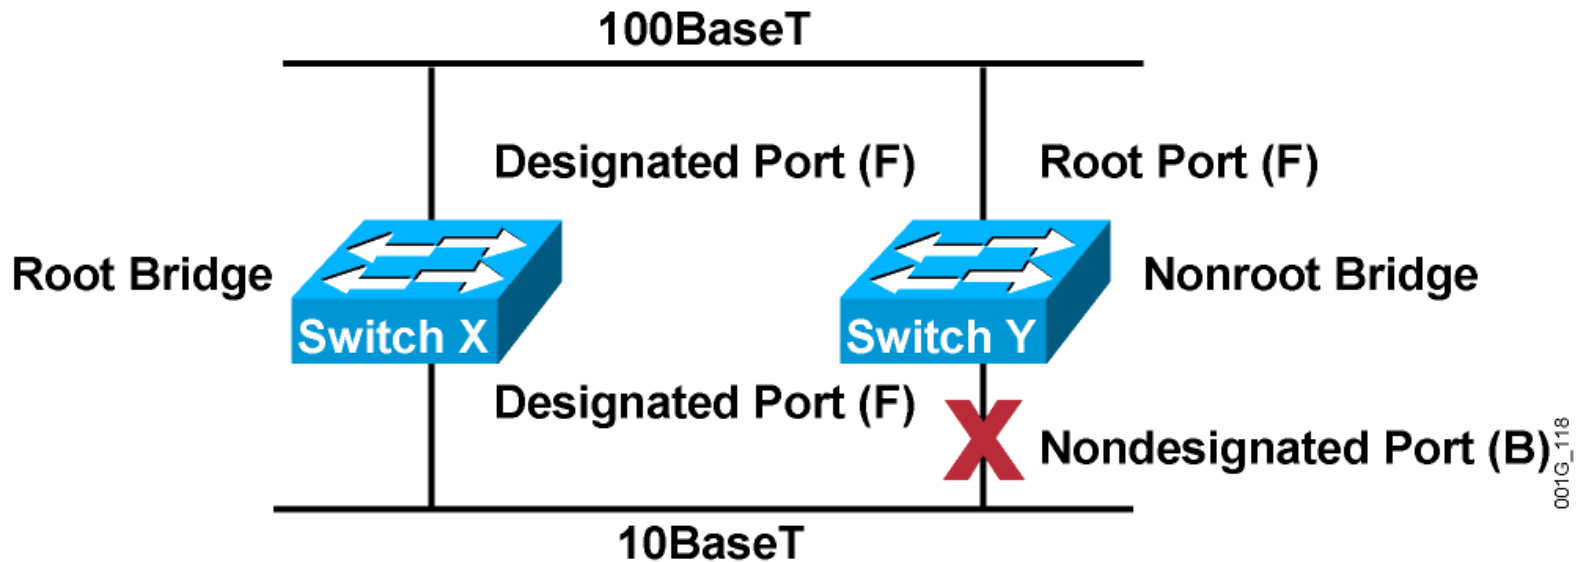 100BaseT
Designated Port (F)
Root Port (F)
Root Bridge
Switch X
Switch Y
Nonroot Bridge
Designated Port (F)
Nondesignated Port (B)
001G_118
10BaseT